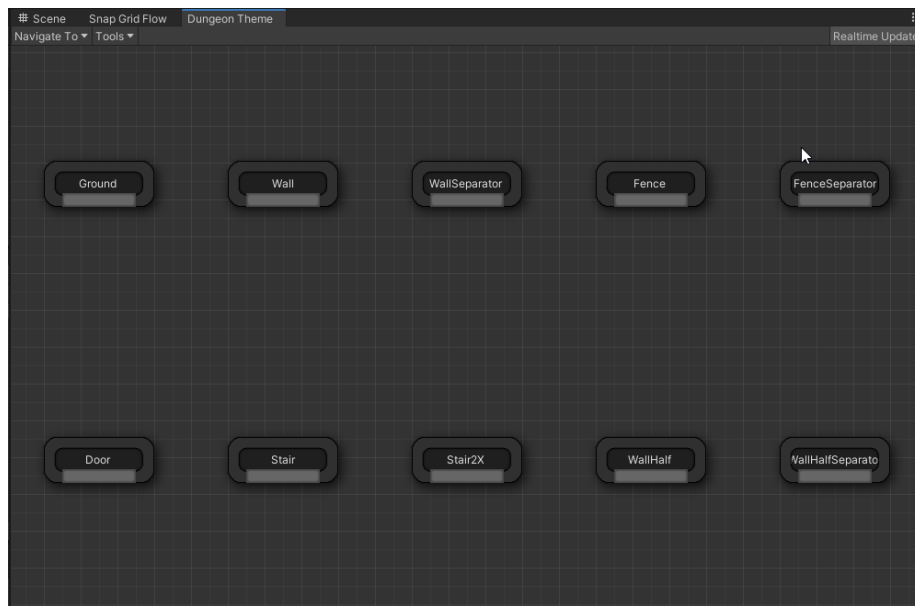 Scene Snap Grid Flow Dungeon Theme
Navigate To Tools Realtime Update
Ground Wall WallSeparator Fence FenceSeparator
Door Stair Stair2X WallHalf WallHalfSeparato